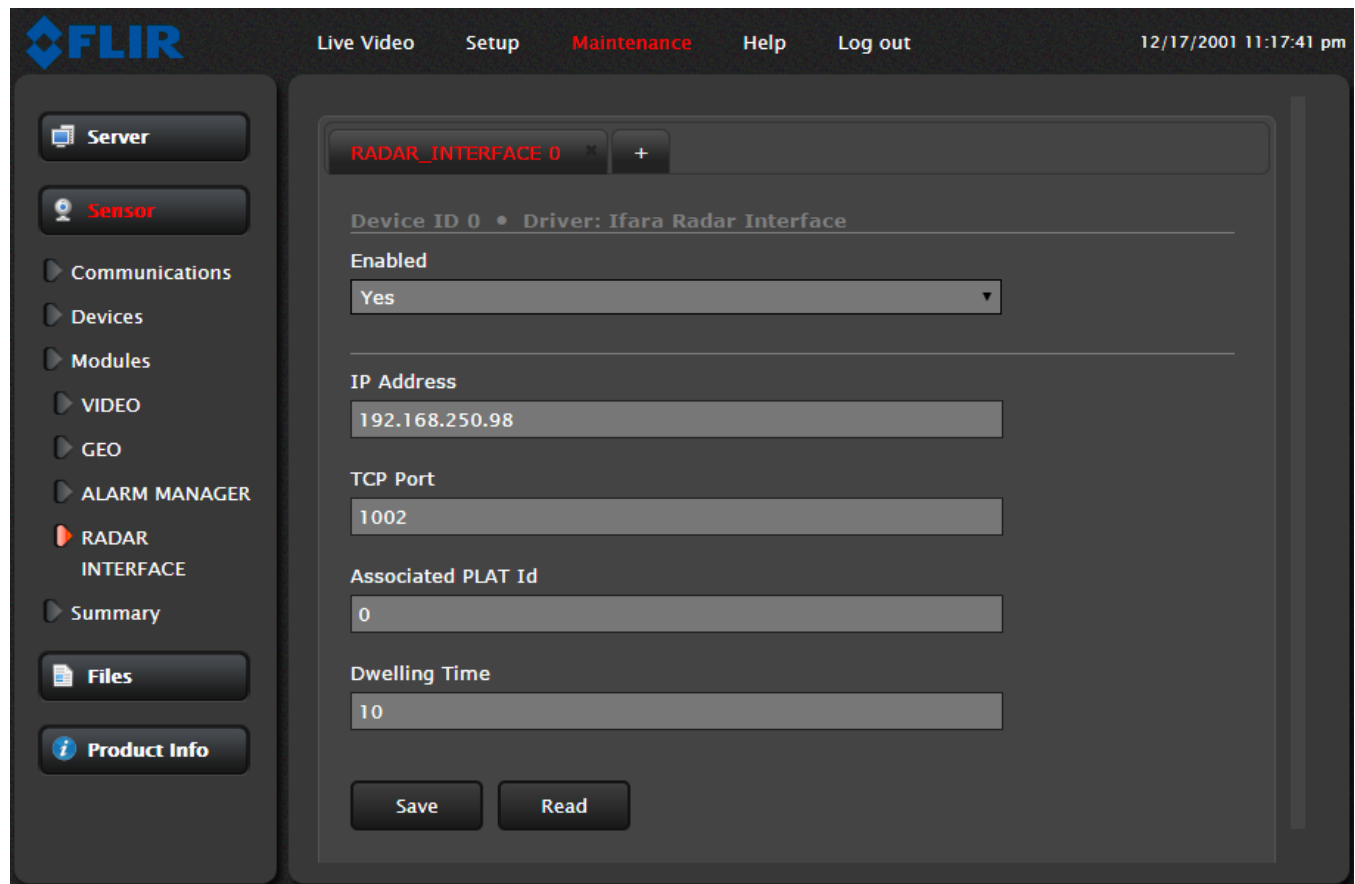 FLIR
Live Video Setup Maintenance Help Log out 12/17/2001 11:17:41 pm
Server
Sensor
Communications
Devices
Modules
VIDEO
GEO
ALARM MANAGER
RADAR
INTERFACE
Summary
Files
Product Info
RADAR_INTERFACE 0 × +
Device ID 0 • Driver: Ifara Radar Interface
Enabled
Yes
IP Address
192.168.250.98
TCP Port
1002
Associated PLAT Id
0
Dwelling Time
10
Save Read